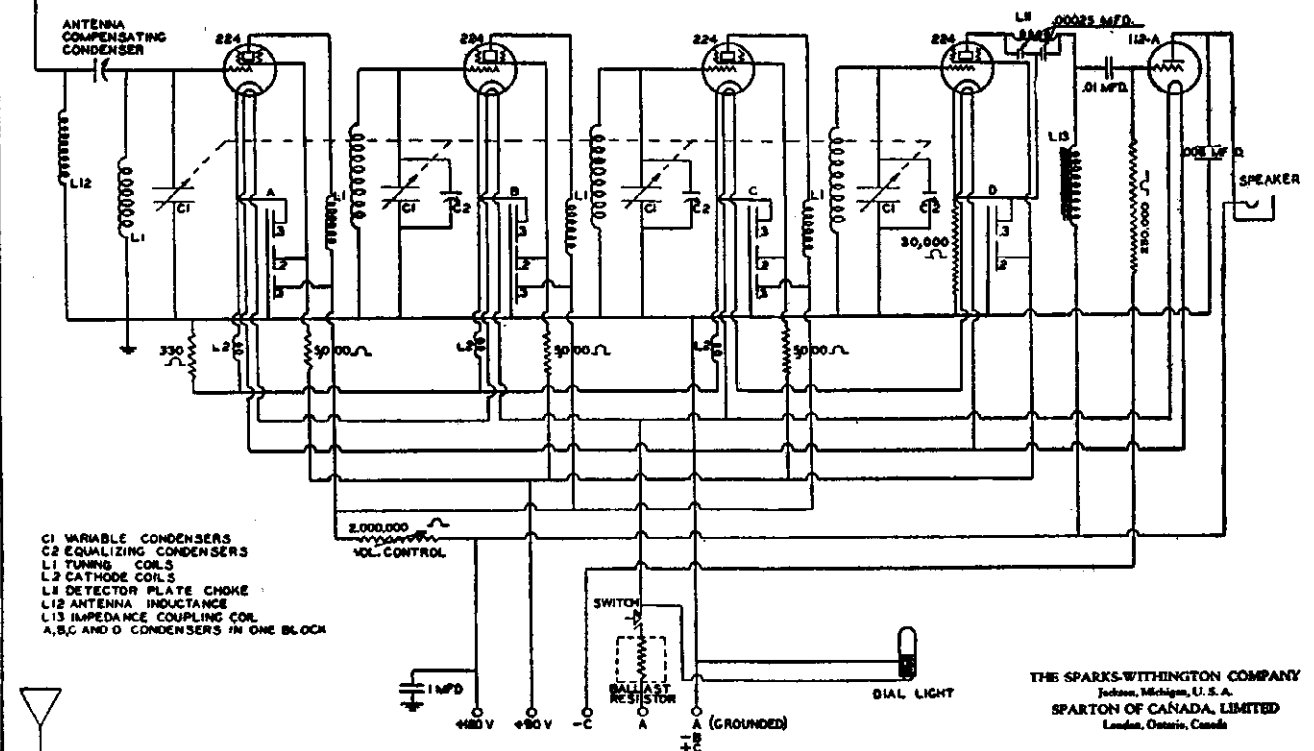 ANTENNA
COMPENSATING
CONDENSER
224
224
224
224
L11
.00025 MFD.
112-A
.01 MFD.
L12
L1
C1
A
.3
.2
.3
L1
C1
C2
B
.3
.2
.3
L1
C1
C2
C
.3
.2
.3
L1
C1
C2
30,000
Ω
D
.3
.2
L13
250,000 Ω
SPEAKER
330
Ω
L2
L2
L2
2,000,000 Ω
VOL. CONTROL
C1 VARIABLE CONDENSERS
C2 EQUALIZING CONDENSERS
L1 TUNING COILS
L2 CATHODE COILS
L11 DETECTOR PLATE CHOKE
L12 ANTENNA INDUCTANCE
L13 IMPEDANCE COUPLING COIL
A,B,C AND D CONDENSERS IN ONE BLOCK
SWITCH
BALLAST
RESISTOR
1 MFD
DIAL LIGHT
+180 V
+90 V
-C
A
A (GROUNDED)
-B
+C
THE SPARKS-WITHINGTON COMPANY
Jackson, Michigan, U. S. A.
SPARTON OF CANADA, LIMITED
London, Ontario, Canada